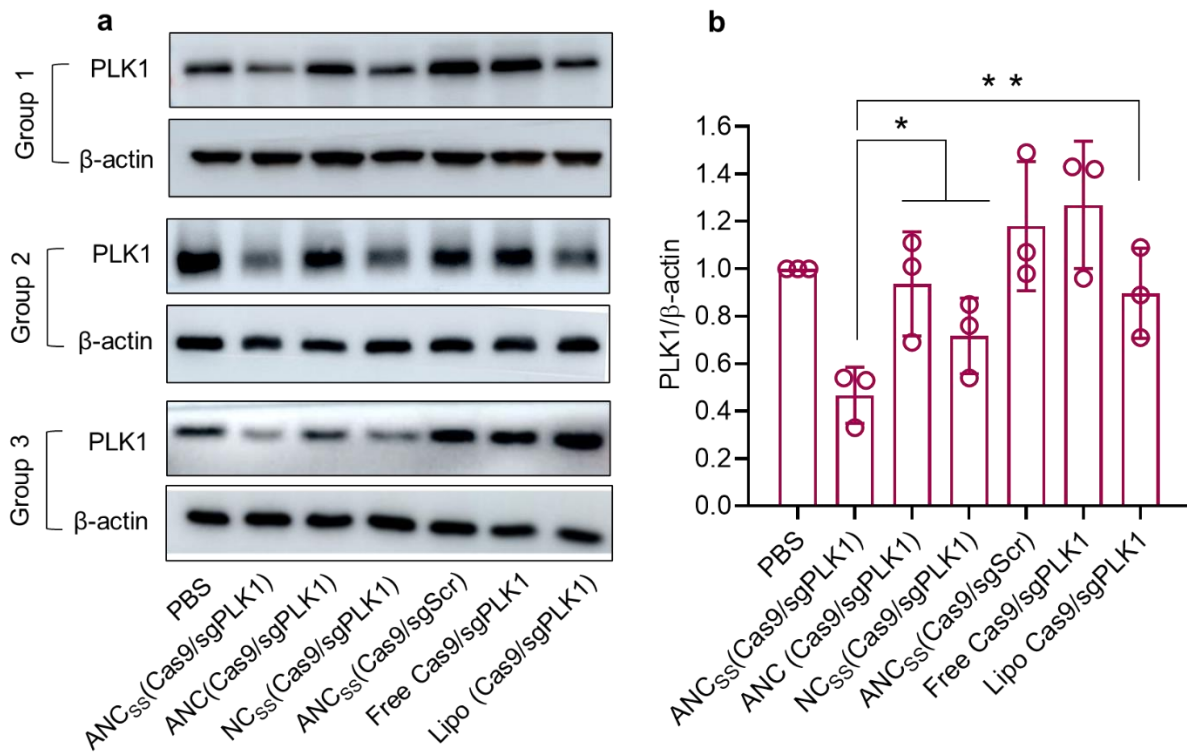 a
Group 1
PLK1
β-actin
Group 2
PLK1
β-actin
Group 3
PLK1
β-actin
PBS
ANCSS(Cas9/sgPLK1)
ANC(Cas9/sgPLK1)
NCSS(Cas9/sgPLK1)
ANCSS(Cas9/sgScr)
Free Cas9/sgPLK1
Lipo (Cas9/sgPLK1)
b
* *
*
PLK1/β-actin
1.6
1.4
1.2
1.0
0.8
0.6
0.4
0.2
0.0
PBS
ANCSS(Cas9/sgPLK1)
ANC (Cas9/sgPLK1)
NCSS(Cas9/sgPLK1)
ANCSS(Cas9/sgScr)
Free Cas9/sgPLK1
Lipo Cas9/sgPLK1